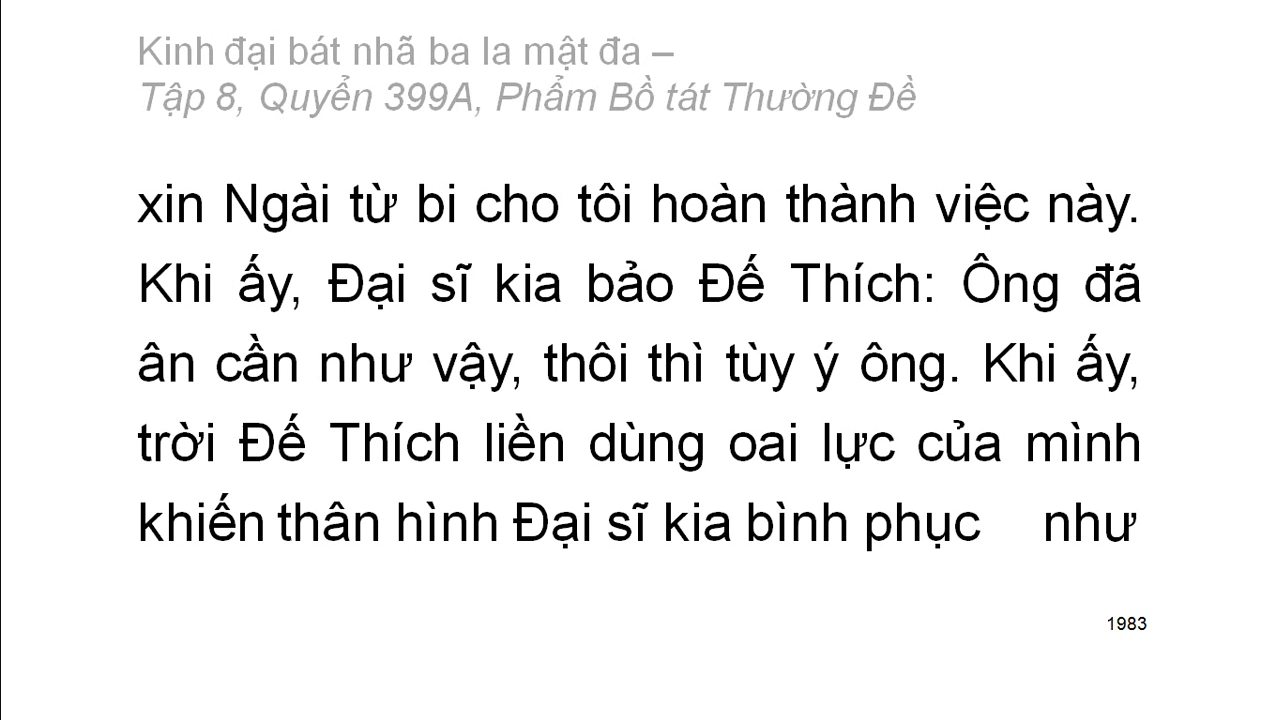 Kinh đại bát nhã ba la mật đa –
Tập 8, Quyển 399A, Phẩm Bồ tát Thường Đề
xin Ngài từ bi cho tôi hoàn thành việc này.
Khi ấy, Đại sĩ kia bảo Đế Thích: Ông đã
ân cần như vậy, thôi thì tùy ý ông. Khi ấy,
trời Đế Thích liền dùng oai lực của mình
khiến thân hình Đại sĩ kia bình phục như
1983